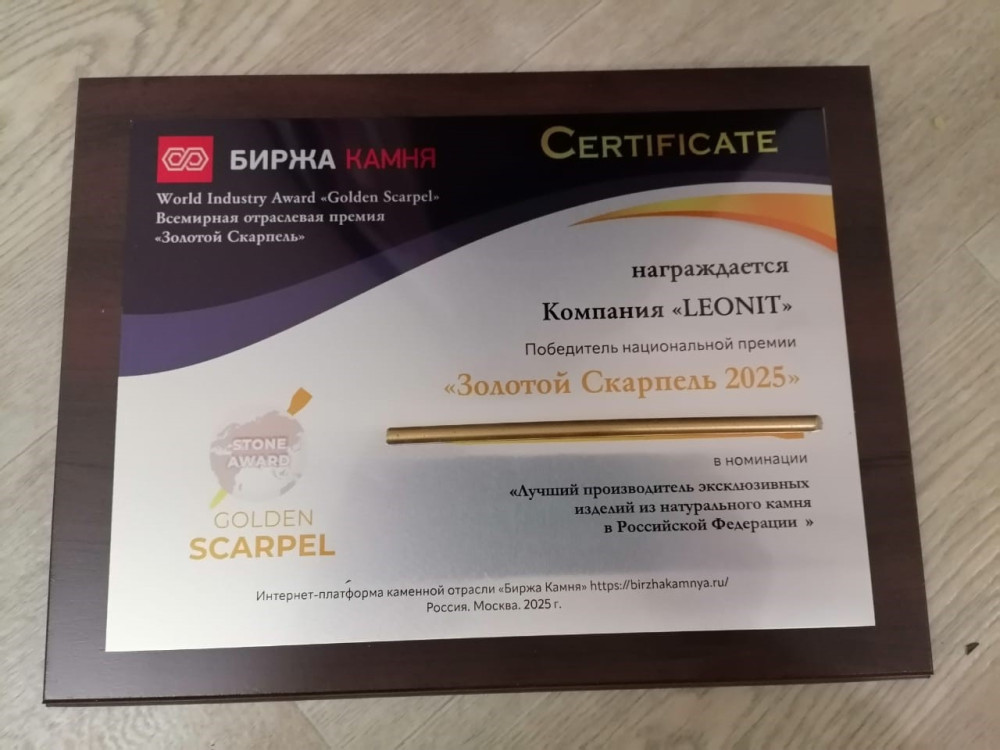 БИРЖА КАМНЯ
CERTIFICATE
World Industry Award «Golden Scarpel»
Всемирная отраслевая премия
«Золотой Скарпель»
награждается
Компания «LEONIT»
Победитель национальной премии
«Золотой Скарпель 2025»
в номинации
«Лучший производитель эксклюзивных
изделий из натурального камня
в Российской Федерации »
STONE
AWARD
GOLDEN
SCARPEL
Интернет-платформа каменной отрасли «Биржа Камня» https://birzhakamnya.ru/
Россия. Москва. 2025 г.